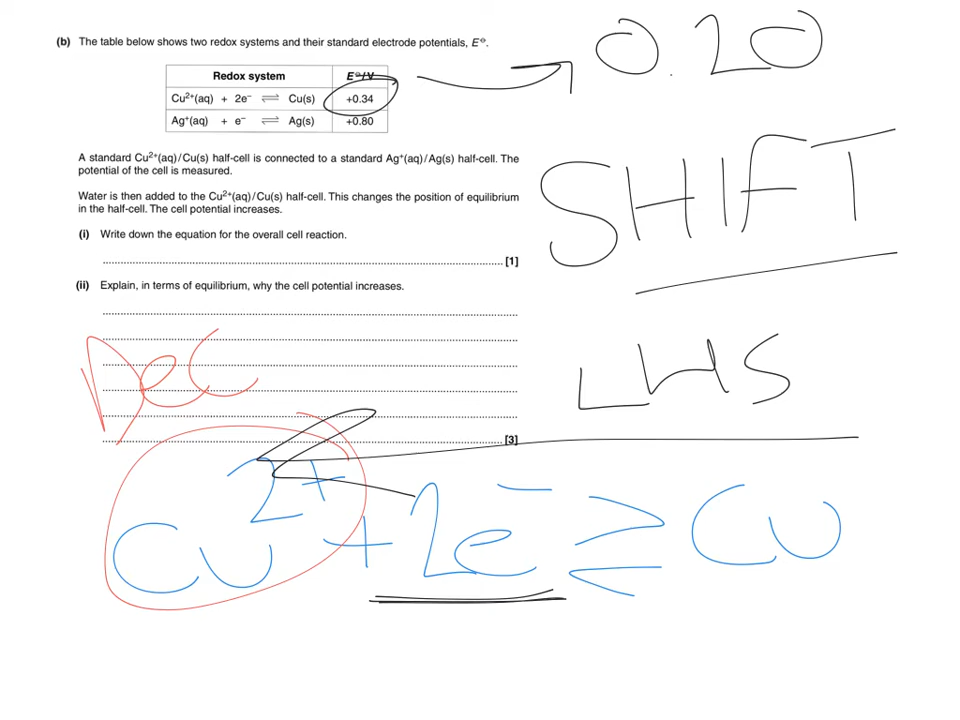 (b) The table below shows two redox systems and their standard electrode potentials, E⦵.
0.20
Redox system E⦵/V
Cu²⁺(aq) + 2e⁻ ⇌ Cu(s) +0.34
Ag⁺(aq) + e⁻ ⇌ Ag(s) +0.80
A standard Cu²⁺(aq)/Cu(s) half-cell is connected to a standard Ag⁺(aq)/Ag(s) half-cell. The
potential of the cell is measured.
SHIFT
Water is then added to the Cu²⁺(aq)/Cu(s) half-cell. This changes the position of equilibrium
in the half-cell. The cell potential increases.
(i) Write down the equation for the overall cell reaction.
[1]
(ii) Explain, in terms of equilibrium, why the cell potential increases.
Dec
LHS
[3]
Cu²⁺ + 2e⁻ ⇌ Cu